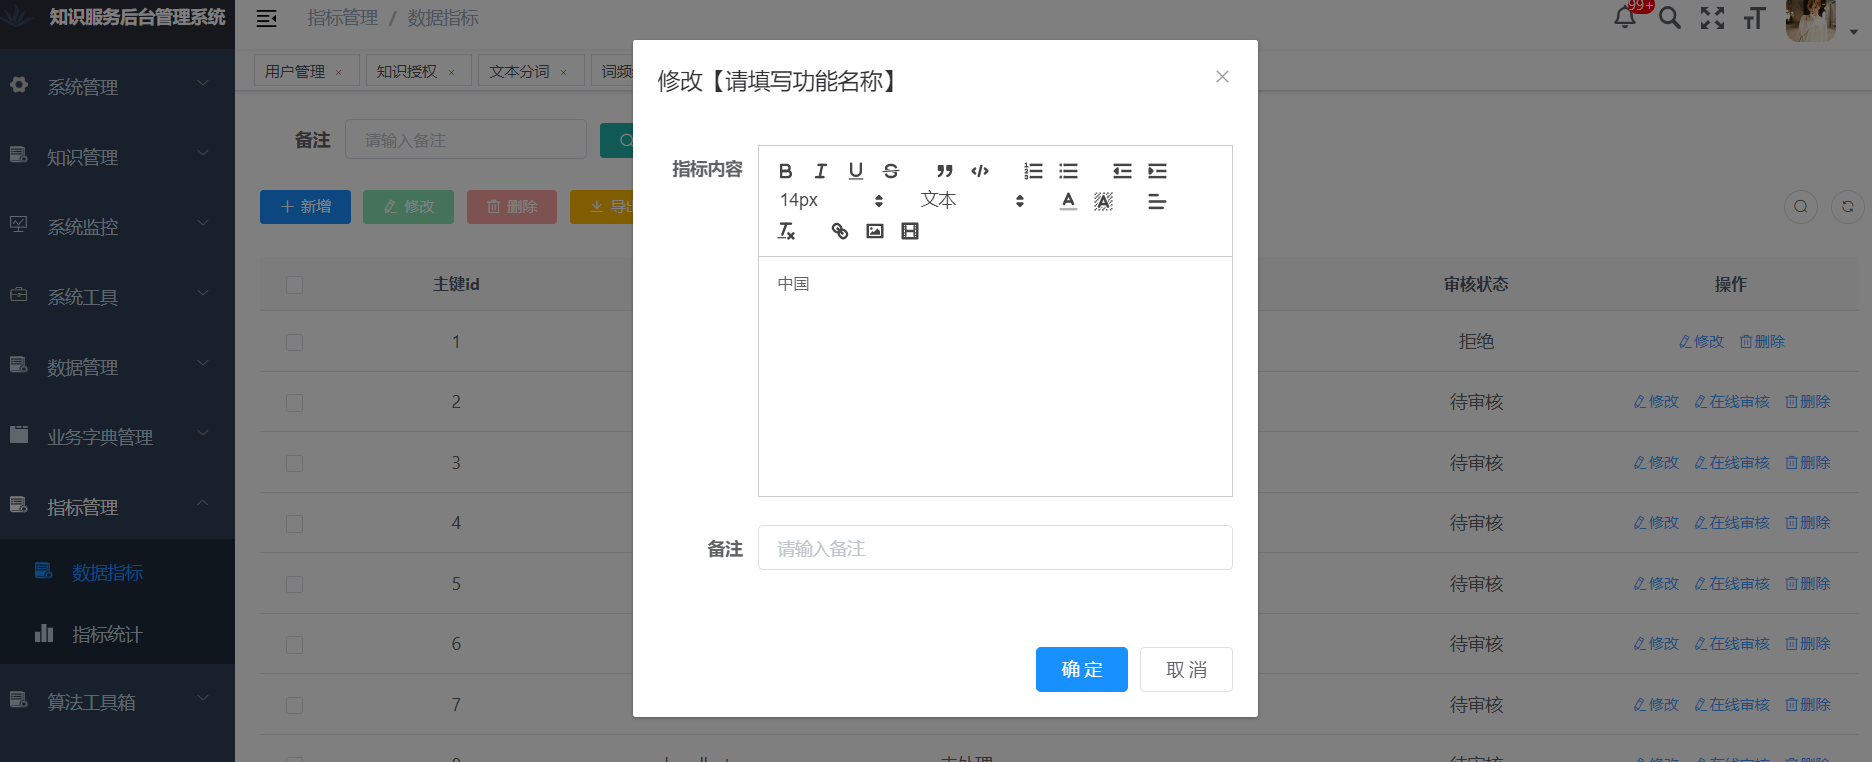 知识服务后台管理系统
指标管理 / 数据指标
99+
用户管理 ×
知识授权 ×
文本分词 ×
词频
系统管理
知识管理
系统监控
系统工具
数据管理
业务字典管理
指标管理
数据指标
指标统计
算法工具箱
备注 请输入备注
新增 修改 删除 导出
主键id 审核状态 操作
1 拒绝 修改 删除
2 待审核 修改 在线审核 删除
3 待审核 修改 在线审核 删除
4 待审核 修改 在线审核 删除
5 待审核 修改 在线审核 删除
6 待审核 修改 在线审核 删除
7 待审核 修改 在线审核 删除
修改【请填写功能名称】
指标内容
14px 文本
中国
备注 请输入备注
确 定 取 消